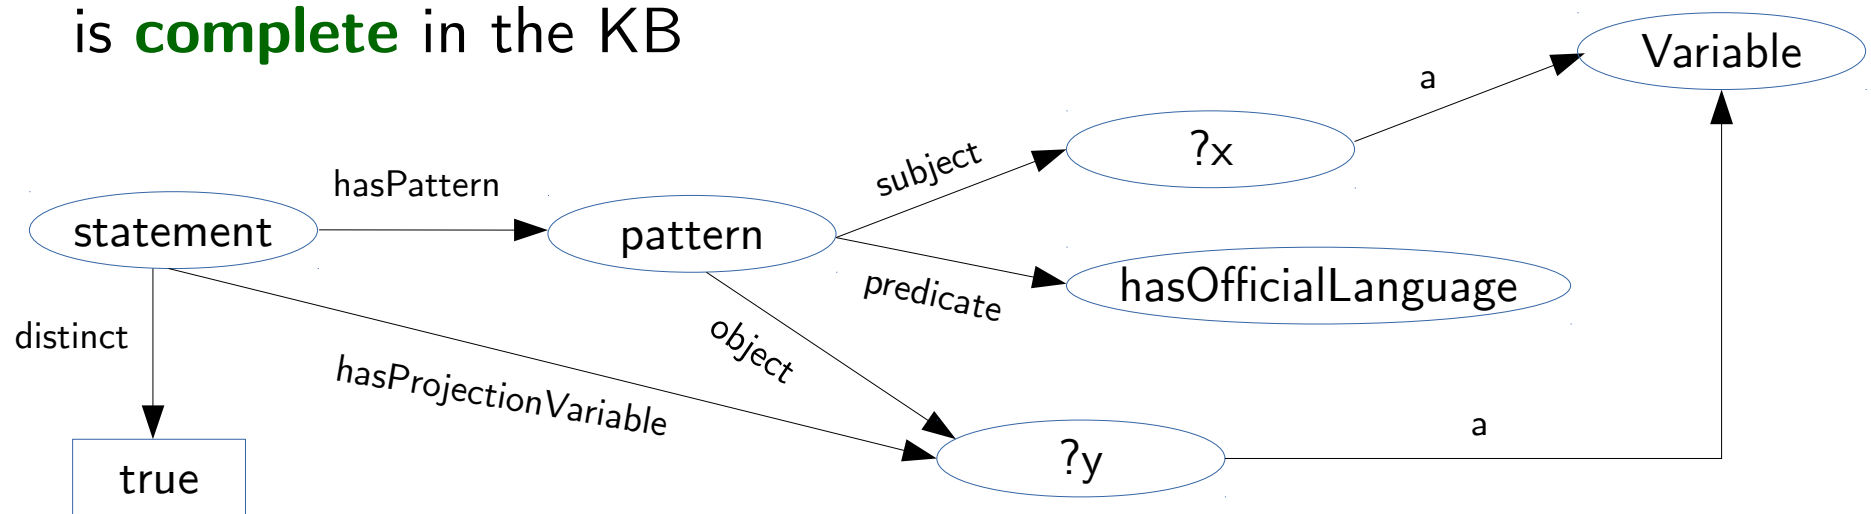 is complete in the KB
Variable
a
?x
subject
hasPattern
statement
pattern
hasOfficialLanguage
predicate
distinct
object
hasProjectionVariable
a
?y
true